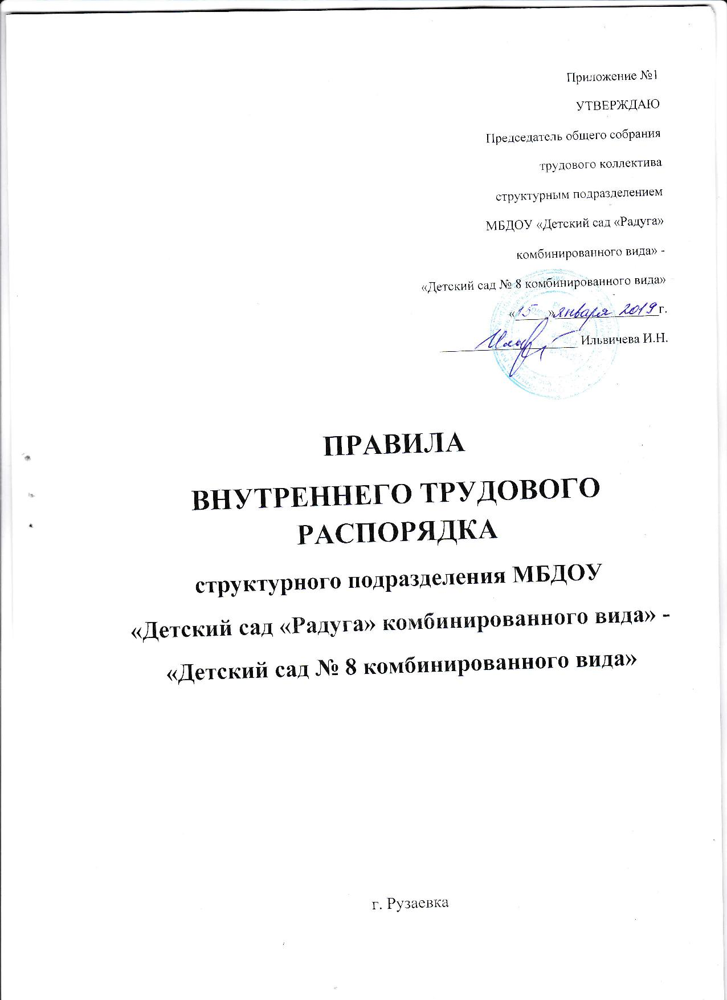 Приложение №1
УТВЕРЖДАЮ
Председатель общего собрания
трудового коллектива
структурным подразделением
МБДОУ «Детский сад «Радуга»
комбинированного вида» -
«Детский сад № 8 комбинированного вида»
«15» января 2019 г.
Ильвичева И.Н.
ПРАВИЛА
ВНУТРЕННЕГО ТРУДОВОГО
РАСПОРЯДКА
структурного подразделения МБДОУ
«Детский сад «Радуга» комбинированного вида» -
«Детский сад № 8 комбинированного вида»
г. Рузаевка